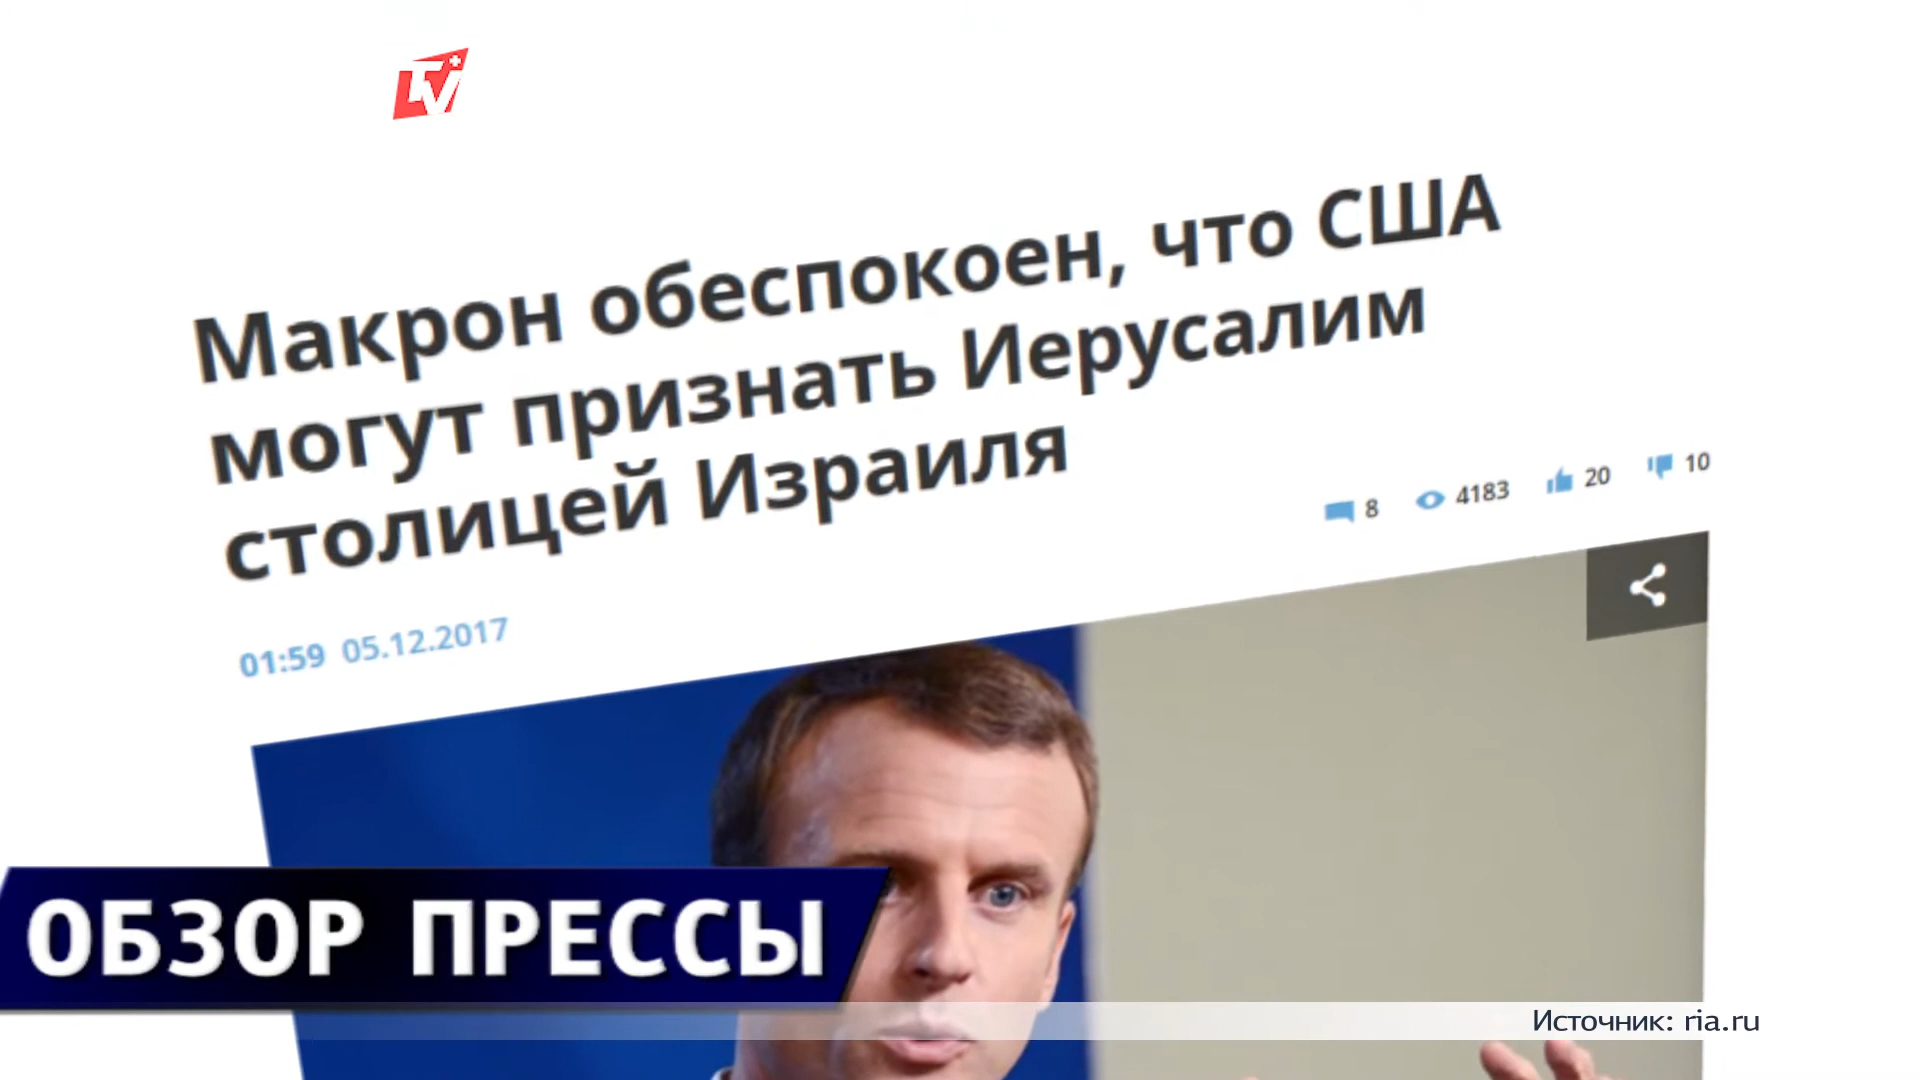 TV+
Макрон обеспокоен, что США
могут признать Иерусалим
столицей Израиля
8 4183 20 10
01:59 05.12.2017
ОБЗОР ПРЕССЫ
Источник: ria.ru